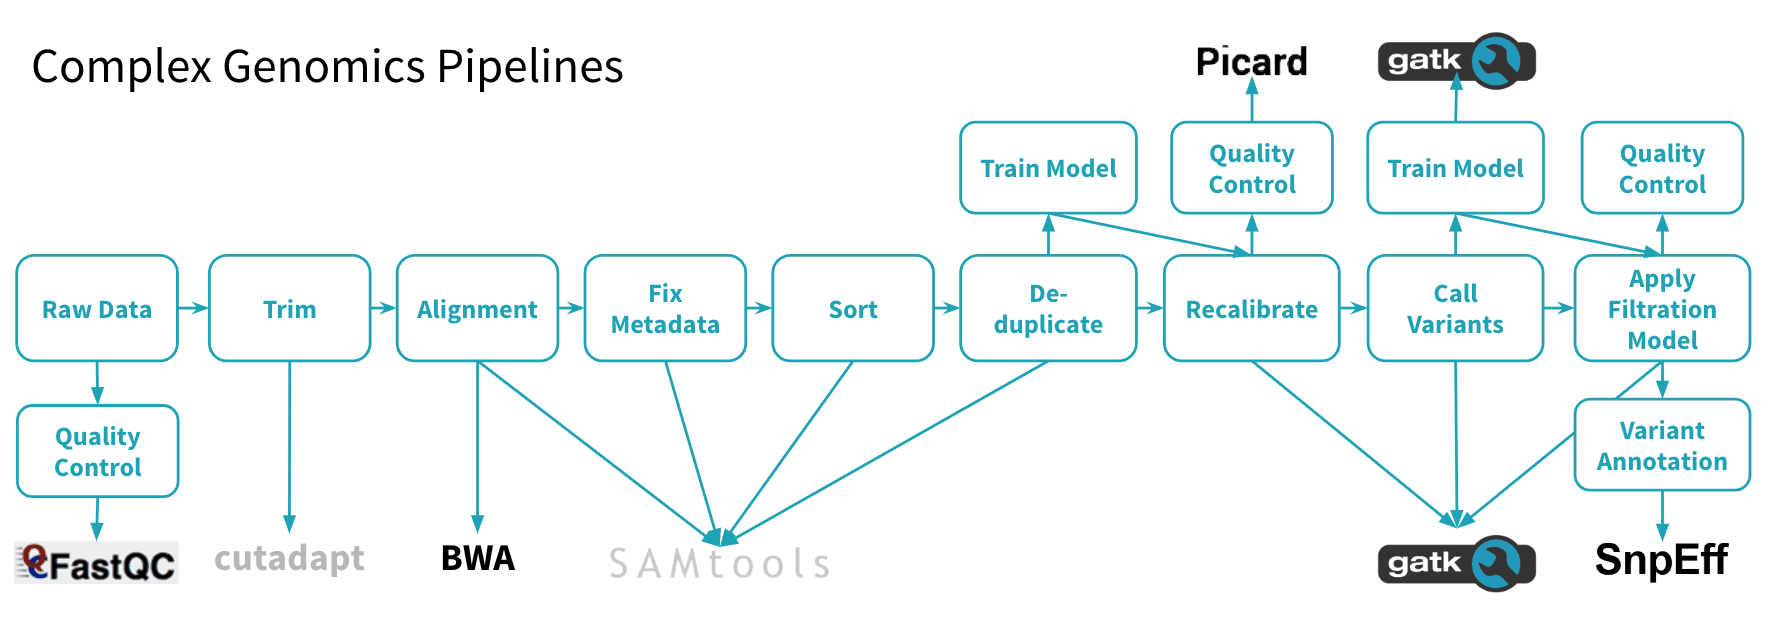 Complex Genomics Pipelines
Picard
gatk
Train Model
Quality
Control
Train Model
Quality
Control
Raw Data
Trim
Alignment
Fix
Metadata
Sort
De-
duplicate
Recalibrate
Call
Variants
Apply
Filtration
Model
Quality
Control
Variant
Annotation
FastQC
cutadapt
BWA
SAMtools
gatk
SnpEff